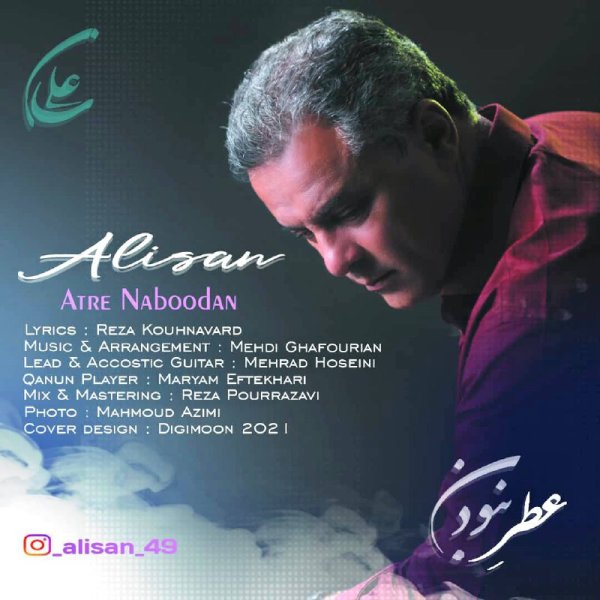 علی
Alisan
ATRE NABOODAN
LYRICS : REZA KOUHNAVARD
MUSIC & ARRANGEMENT : MEHDI GHAFOURIAN
LEAD & ACCOSTIC GUITAR : MEHRAD HOSEINI
QANUN PLAYER : MARYAM EFTEKHARI
MIX & MASTERING : REZA POURRAZAVI
PHOTO : MAHMOUD AZIMI
COVER DESIGN : DIGIMOON 2021
عطرِ نبودن
_alisan_49